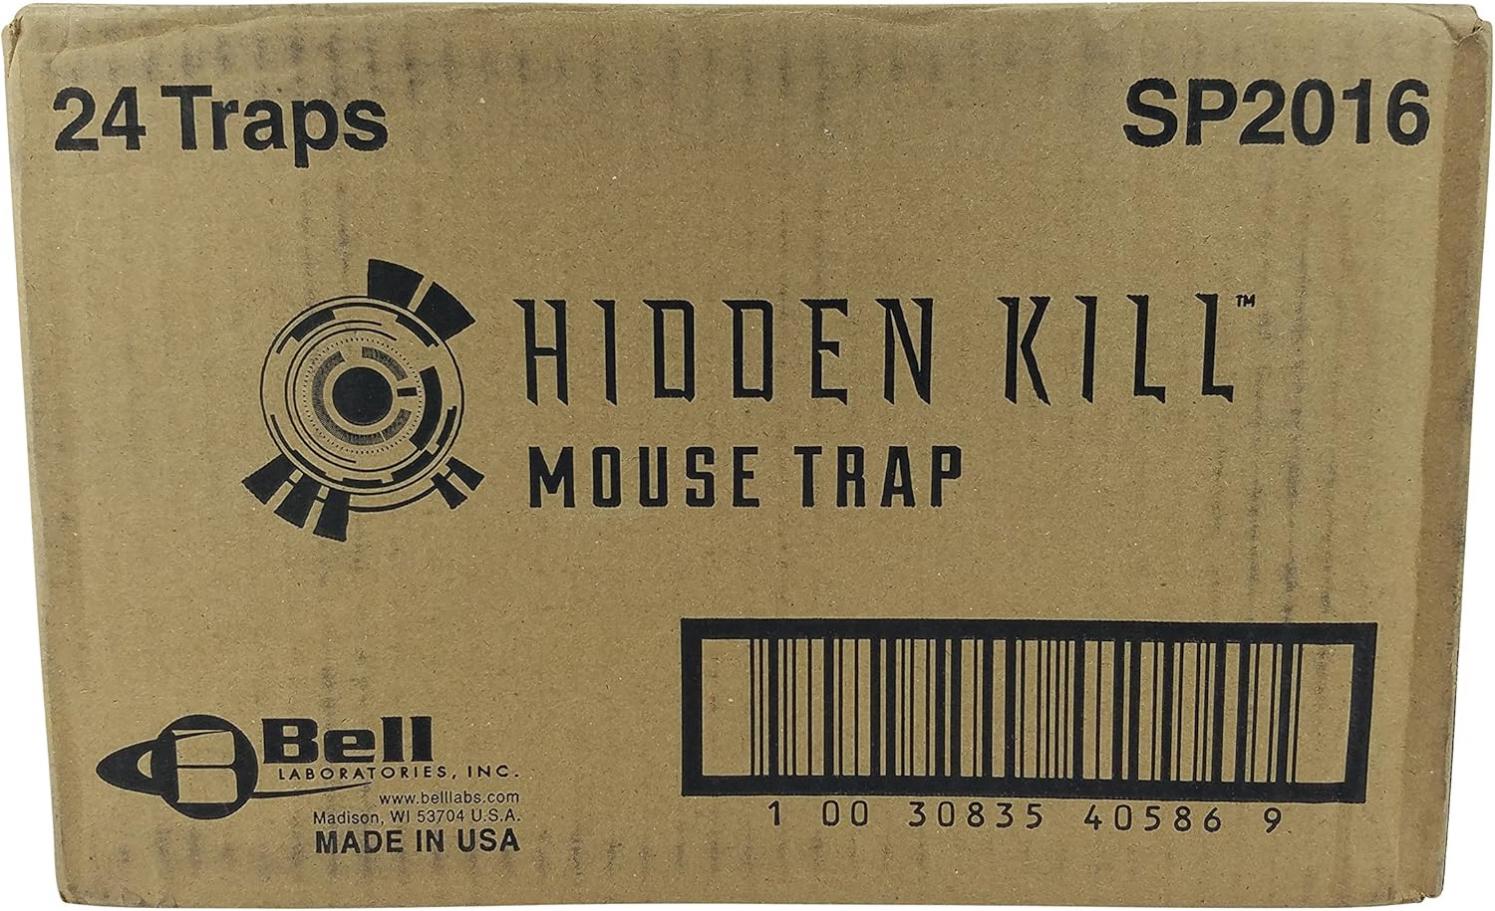 24 Traps
SP2016
HIDDEN KILL™
MOUSE TRAP
Bell
LABORATORIES, INC.
www.belllabs.com
Madison, WI 53704 U.S.A.
MADE IN USA
1 00 30835 40586 9